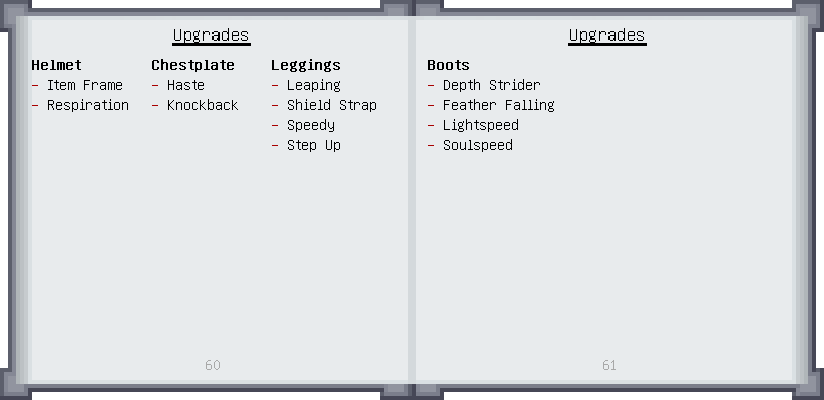 Upgrades
Helmet
- Item Frame
- Respiration
Chestplate
- Haste
- Knockback
Leggings
- Leaping
- Shield Strap
- Speedy
- Step Up
60
Upgrades
Boots
- Depth Strider
- Feather Falling
- Lightspeed
- Soulspeed
61